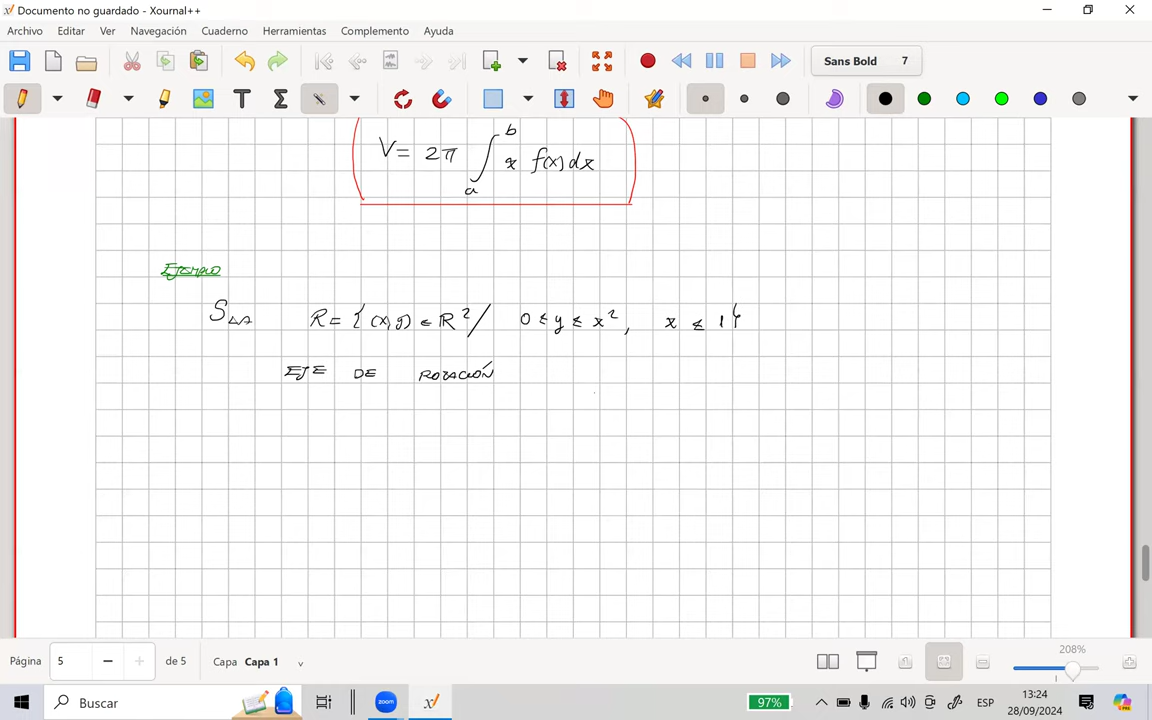 Documento no guardado - Xournal++
Archivo Editar Ver Navegación Cuaderno Herramientas Complemento Ayuda
Sans Bold 7
V= 2π ∫ₐᵇ x f(x) dx
EJEMPLO
SEA R = { (x,y) ∈ ℝ² / 0 ≤ y ≤ x², x ≤ 1 }
EJE DE ROTACIÓN
Página 5 de 5 Capa Capa 1 208%
Buscar zoom 97% ESP 13:24
28/09/2024